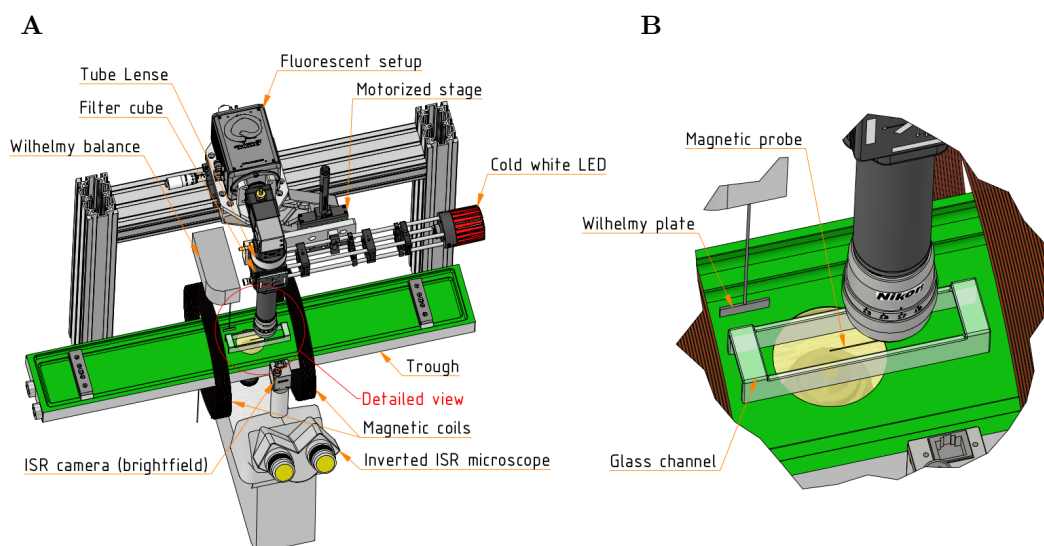 A
B
Fluorescent setup
Tube Lense
Motorized stage
Filter cube
Wilhelmy balance
Cold white LED
Trough
Detailed view
Magnetic coils
ISR camera (brightfield)
Inverted ISR microscope
Magnetic probe
Wilhelmy plate
Nikon
Glass channel